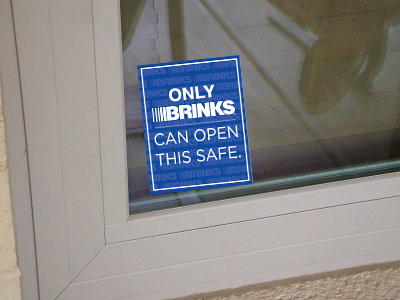 ONLY
BRINKS
CAN OPEN
THIS SAFE.